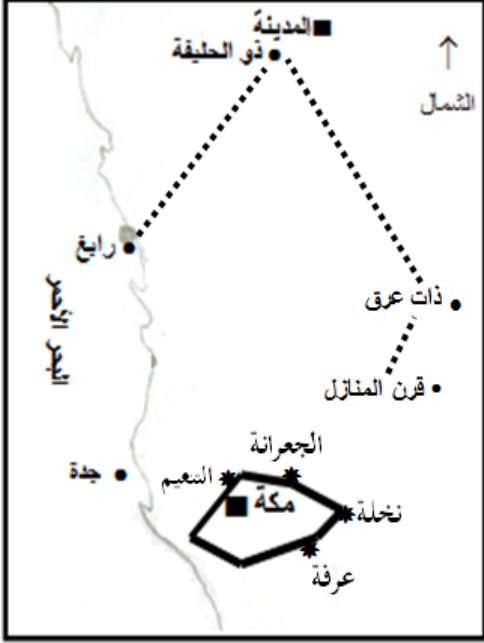 المدينة
ذو الحليفة
الشمال
رابغ
البحر الأحمر
ذات عرق
قرن المنازل
الجعرانة
التنعيم
جدة
مكة
نخلة
عرفة